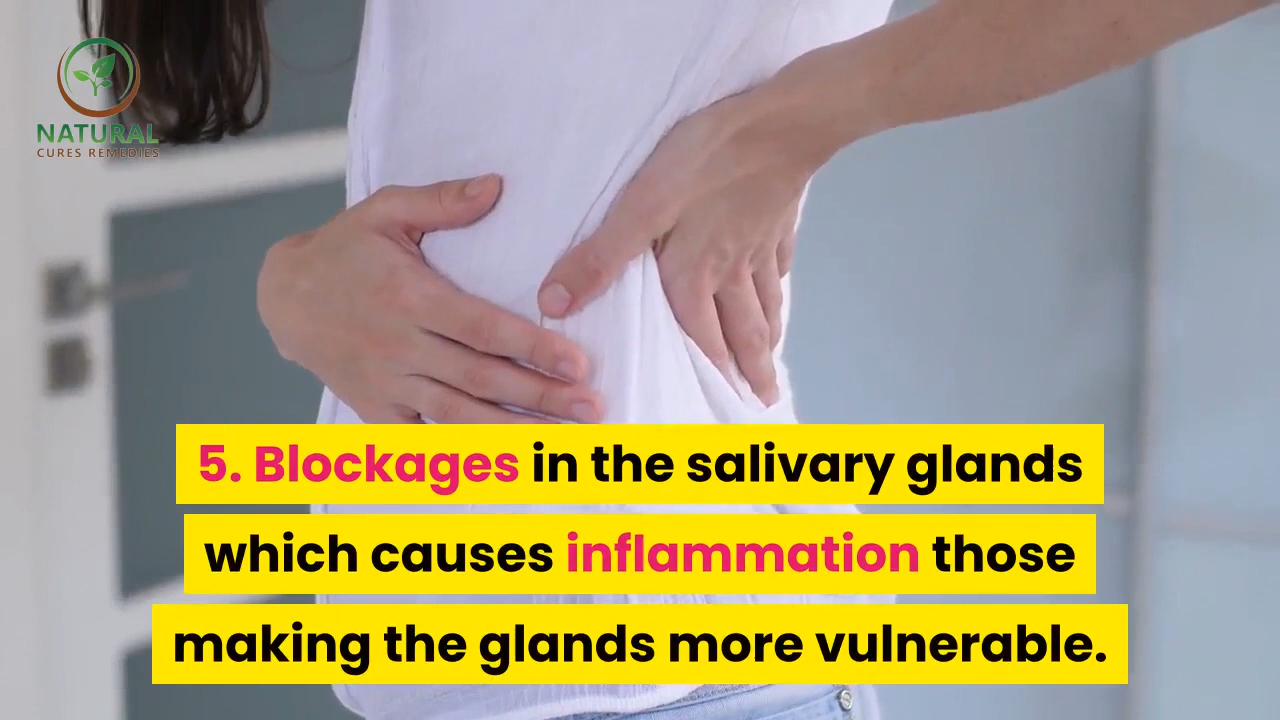 NATURAL
CURES REMEDIES
5. Blockages in the salivary glands
which causes inflammation those
making the glands more vulnerable.